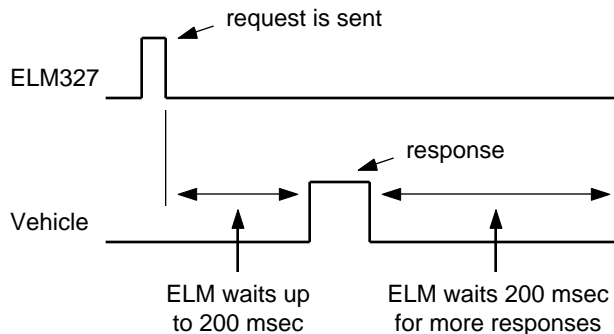 request is sent
ELM327
response
Vehicle
ELM waits up
to 200 msec
ELM waits 200 msec
for more responses